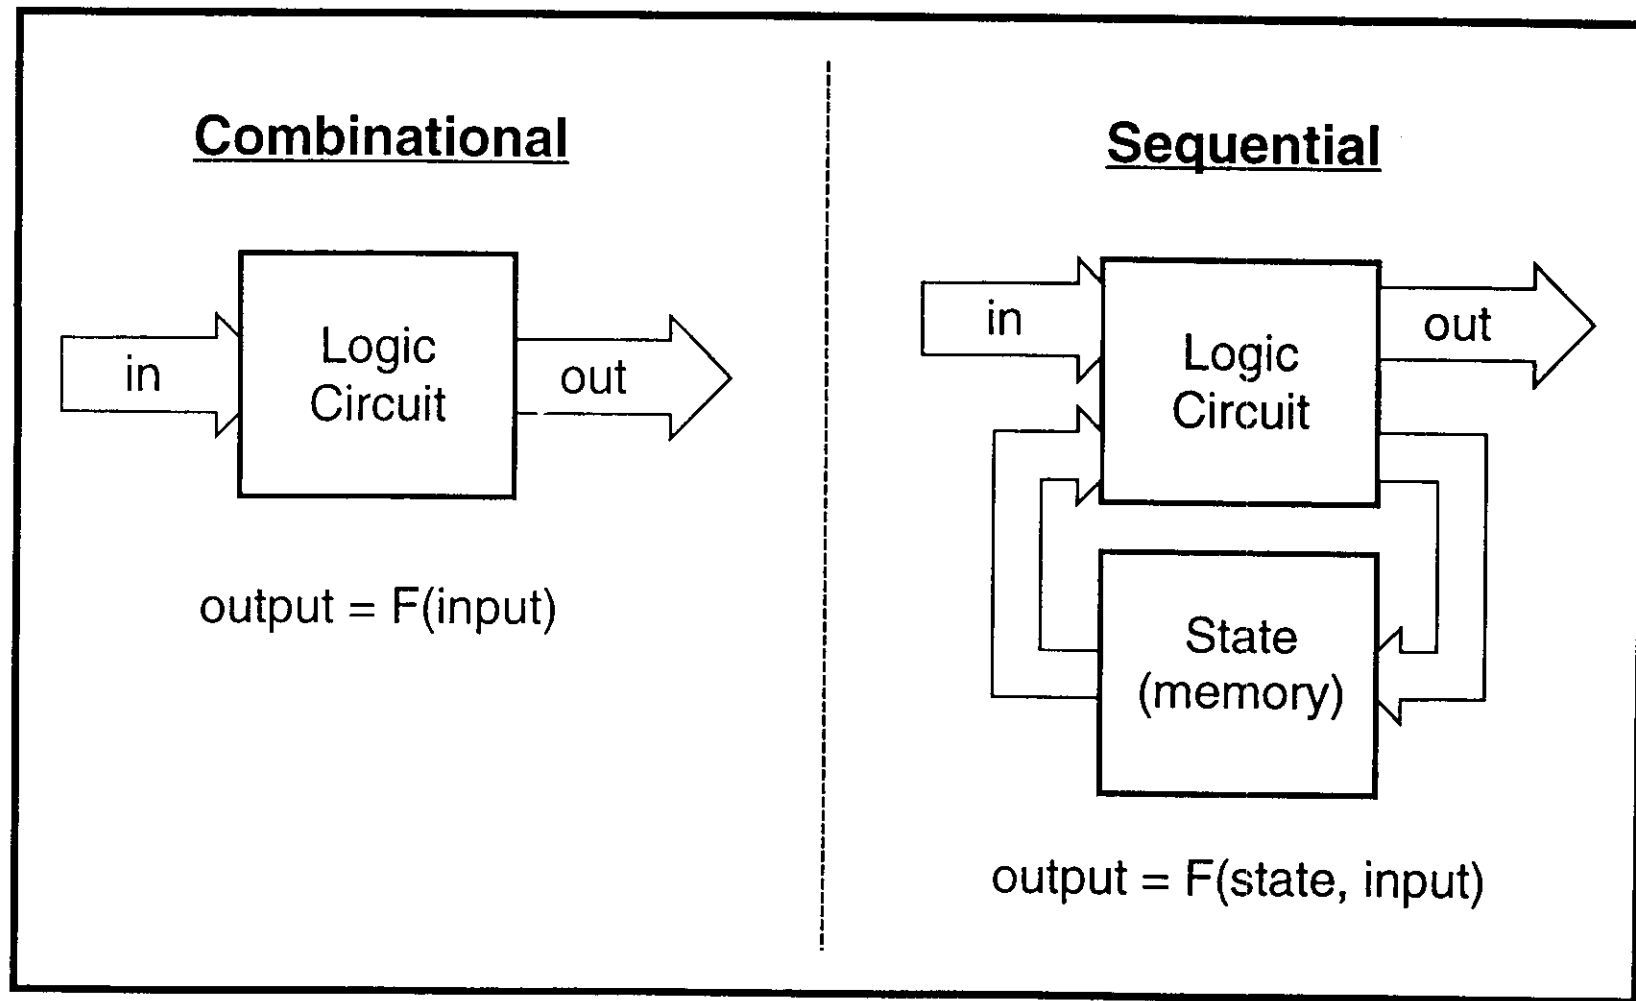 Combinational
in
Logic
Circuit
out
output = F(input)
Sequential
in
Logic
Circuit
out
State
(memory)
output = F(state, input)